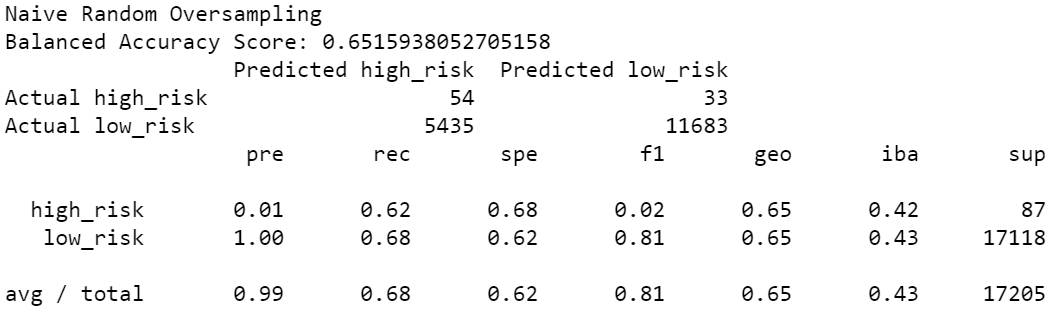 Naive Random Oversampling
Balanced Accuracy Score: 0.6515938052705158
Predicted high_risk Predicted low_risk
Actual high_risk 54 33
Actual low_risk 5435 11683
pre rec spe f1 geo iba sup
high_risk 0.01 0.62 0.68 0.02 0.65 0.42 87
low_risk 1.00 0.68 0.62 0.81 0.65 0.43 17118
avg / total 0.99 0.68 0.62 0.81 0.65 0.43 17205